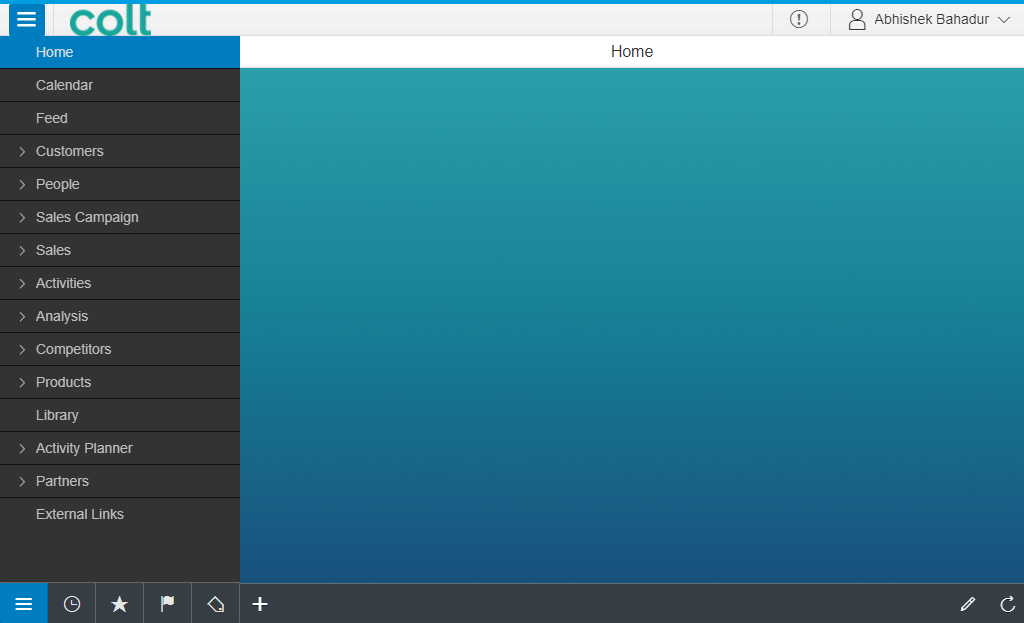 colt
Abhishek Bahadur
Home
Home
Calendar
Feed
Customers
People
Sales Campaign
Sales
Activities
Analysis
Competitors
Products
Library
Activity Planner
Partners
External Links